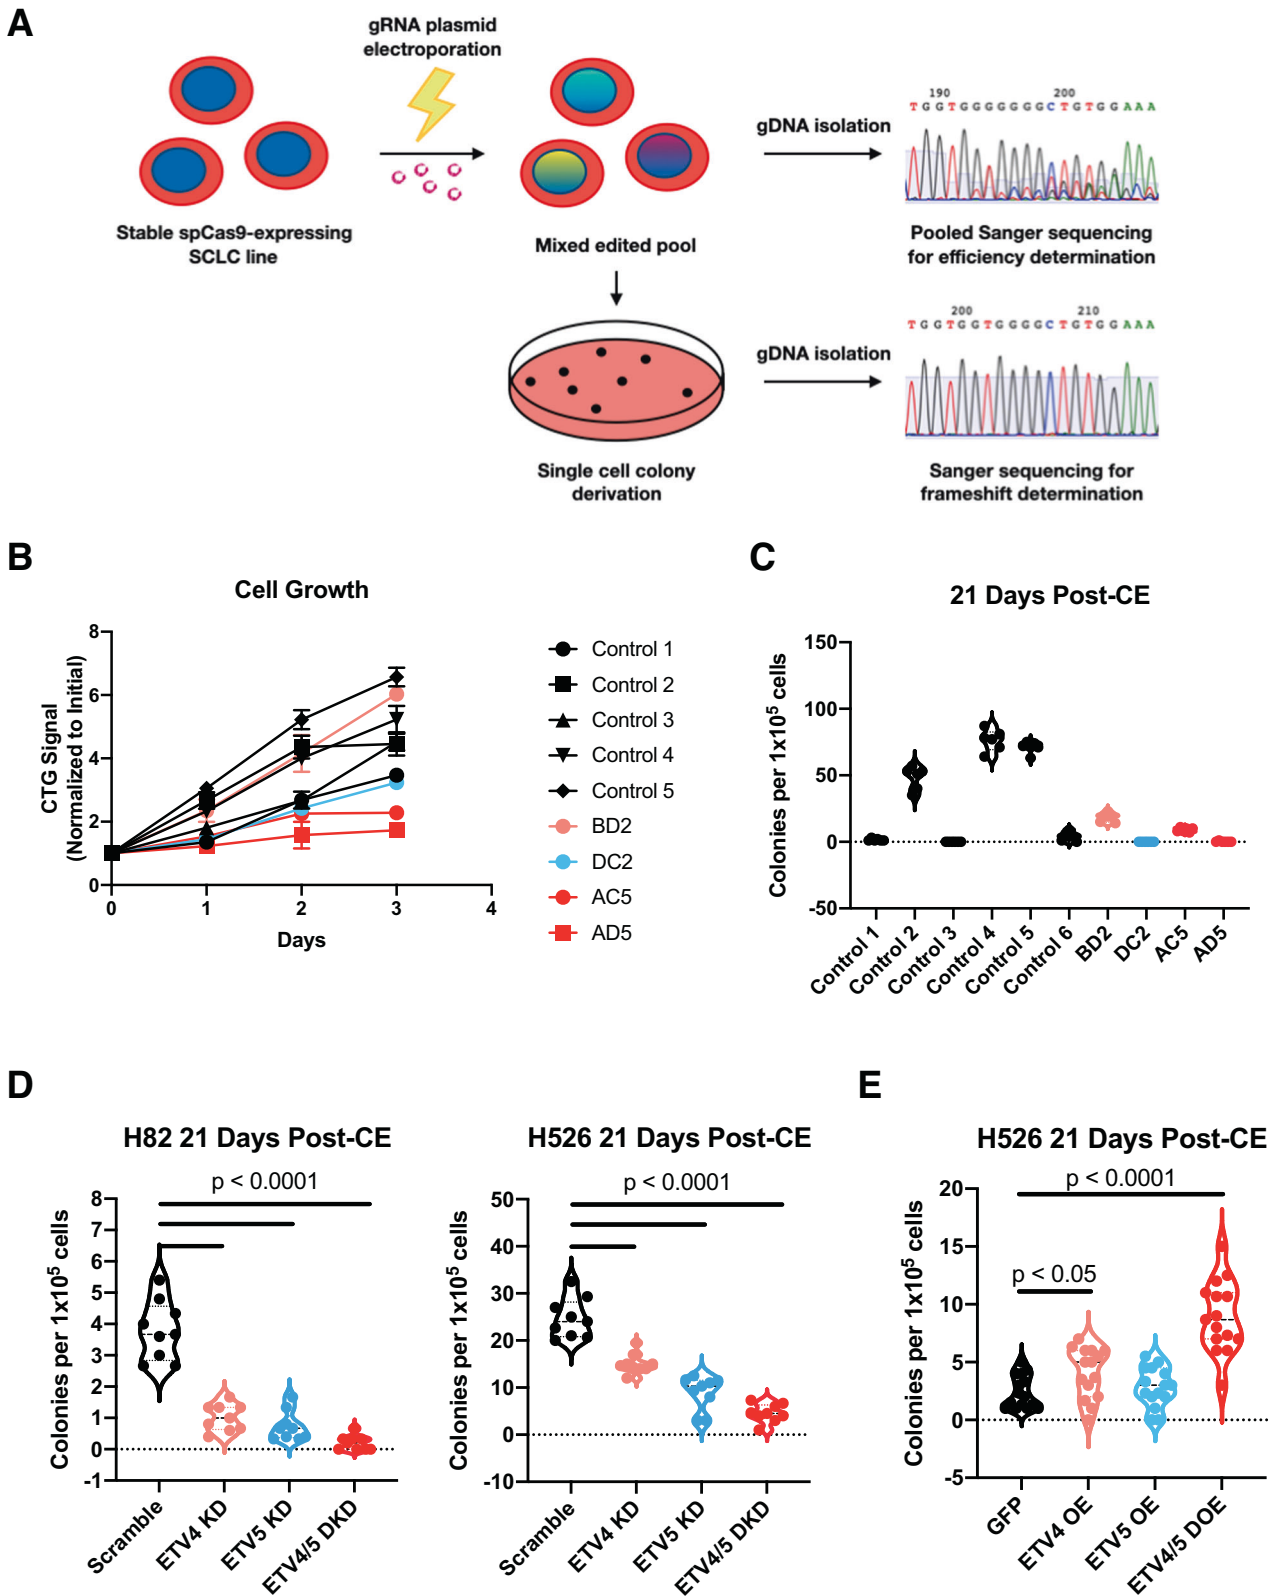 A
gRNA plasmid
electroporation
Stable spCas9-expressing
SCLC line
Mixed edited pool
gDNA isolation
190 200
TGGTGGGGGGGCTGTGGAAA
Pooled Sanger sequencing
for efficiency determination
Single cell colony
derivation
gDNA isolation
200 210
TGGTGGTGGGGCTGTGGAAA
Sanger sequencing for
frameshift determination
B
Cell Growth
CTG Signal
(Normalized to Initial)
8
6
4
2
0
0 1 2 3 4
Days
Control 1
Control 2
Control 3
Control 4
Control 5
BD2
DC2
AC5
AD5
C
21 Days Post-CE
Colonies per 1x10⁵ cells
150
100
50
0
-50
Control 1
Control 2
Control 3
Control 4
Control 5
Control 6
BD2
DC2
AC5
AD5
D
H82 21 Days Post-CE
p < 0.0001
Colonies per 1x10⁵ cells
8
7
6
5
4
3
2
1
0
-1
Scramble
ETV4 KD
ETV5 KD
ETV4/5 DKD
H526 21 Days Post-CE
p < 0.0001
Colonies per 1x10⁵ cells
50
40
30
20
10
0
-10
Scramble
ETV4 KD
ETV5 KD
ETV4/5 DKD
E
H526 21 Days Post-CE
p < 0.0001
p < 0.05
Colonies per 1x10⁵ cells
20
15
10
5
0
-5
GFP
ETV4 OE
ETV5 OE
ETV4/5 DOE